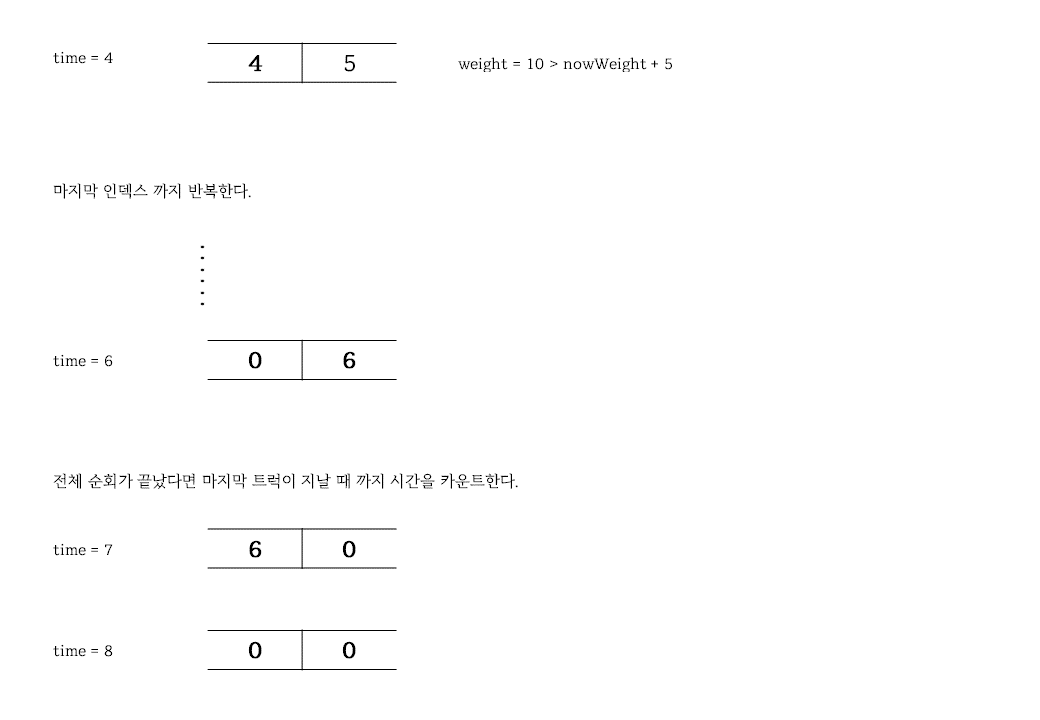 time = 4
4 5
weight = 10 > nowWeight + 5
마지막 인덱스 까지 반복한다.
time = 6
0 6
전체 순회가 끝났다면 마지막 트럭이 지날 때 까지 시간을 카운트한다.
time = 7
6 0
time = 8
0 0